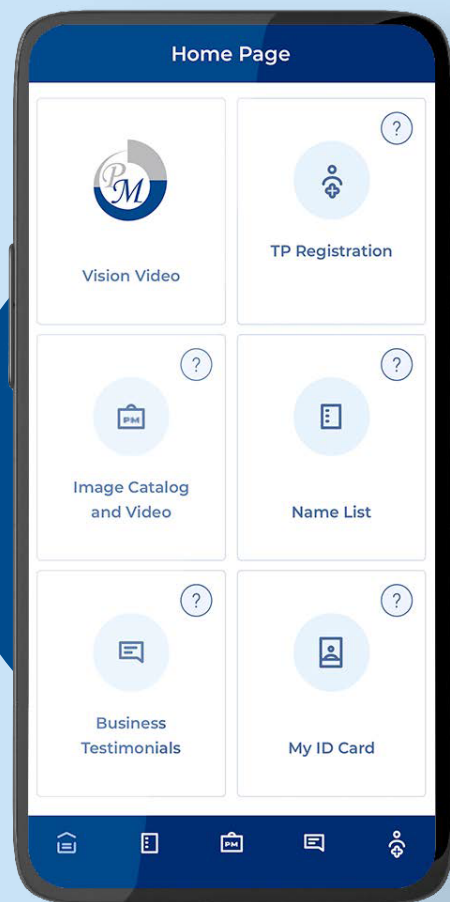 Home Page
PM
Vision Video
?
TP Registration
?
PM
Image Catalog
and Video
?
Name List
?
Business
Testimonials
?
My ID Card
PM